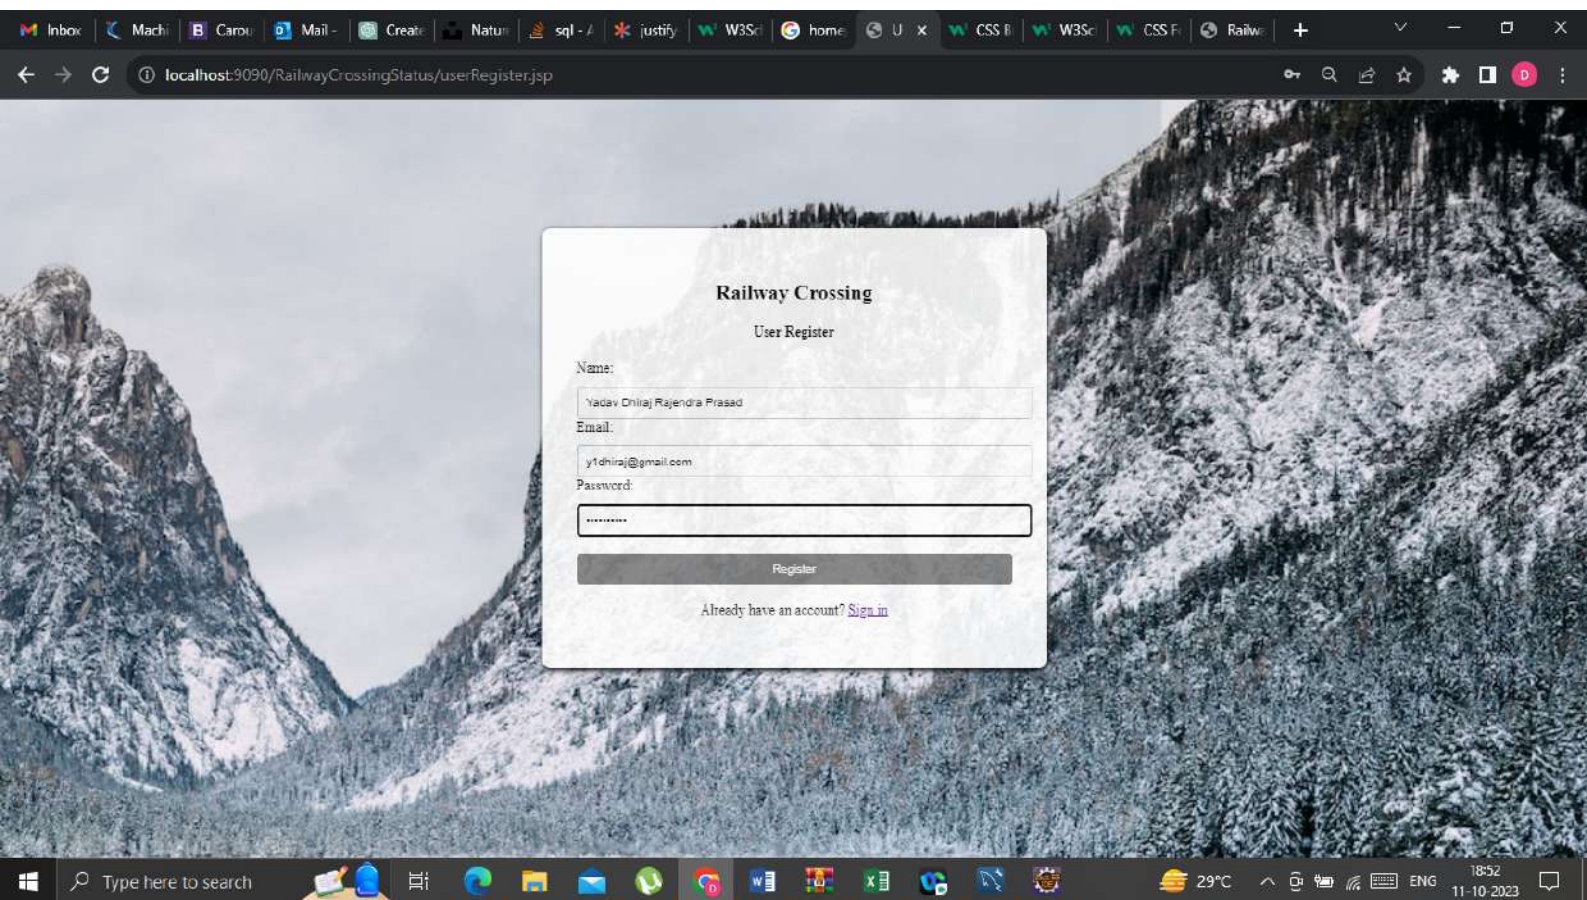 Inbox Machi Carou Mail - Create Natur sql - A justify W3Sc home U CSS B W3Sc CSS F Railw
localhost:9090/RailwayCrossingStatus/userRegister.jsp
D
Railway Crossing
User Register
Name:
Yadav Dhiraj Rajendra Prasad
Email:
y1dhiraj@gmail.com
Password:
Register
Already have an account? Sign in
Type here to search
29°C
ENG
18:52
11-10-2023